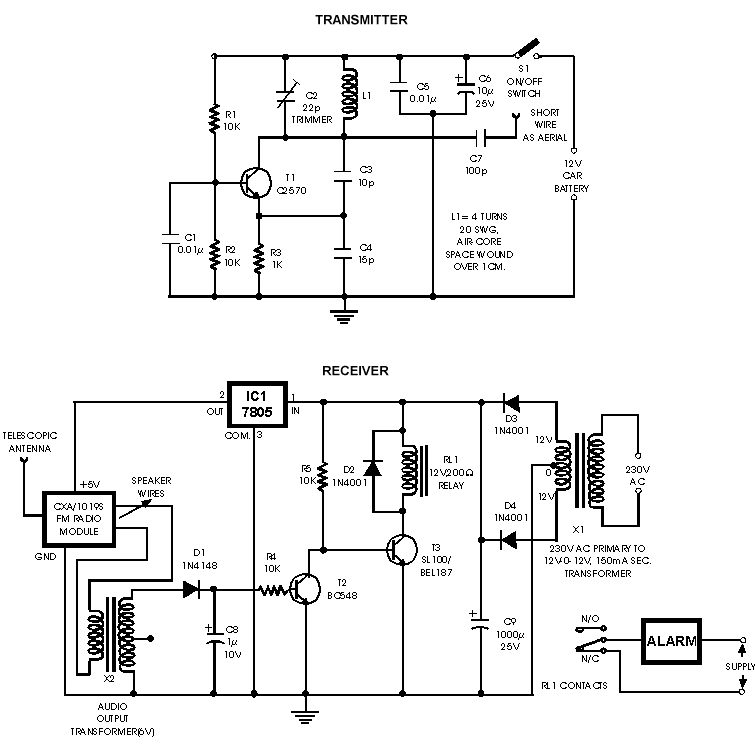 TRANSMITTER
S1
ON/OFF
SWITCH
C2
22p
TRIMMER
L1
C5
0.01µ
+
C6
10µ
25V
R1
10K
SHORT
WIRE
AS AERIAL
C7
100p
12V
CAR
BATTERY
T1
C2570
C3
10p
C1
0.01µ
R2
10K
R3
1K
C4
15p
L1= 4 TURNS
20 SWG,
AIR CORE
SPACE WOUND
OVER 1CM.
RECEIVER
2
OUT
IC1
7805
1
IN
COM.
3
D3
1N4001
TELESCOPIC
ANTENNA
+5V
SPEAKER
WIRES
R5
10K
D2
1N4001
RL1
12V,200Ω
RELAY
12V
0
12V
230V
AC
CXA/1019S
FM RADIO
MODULE
GND
D4
1N4001
X1
230V AC PRIMARY TO
12V-0-12V, 150mA SEC.
TRANSFORMER
D1
1N4148
R4
10K
T2
BC548
T3
SL100/
BEL187
+
C8
1µ
10V
+
C9
1000µ
25V
X2
AUDIO
OUTPUT
TRANSFORMER(6V)
N/O
N/C
RL1 CONTACTS
ALARM
SUPPLY